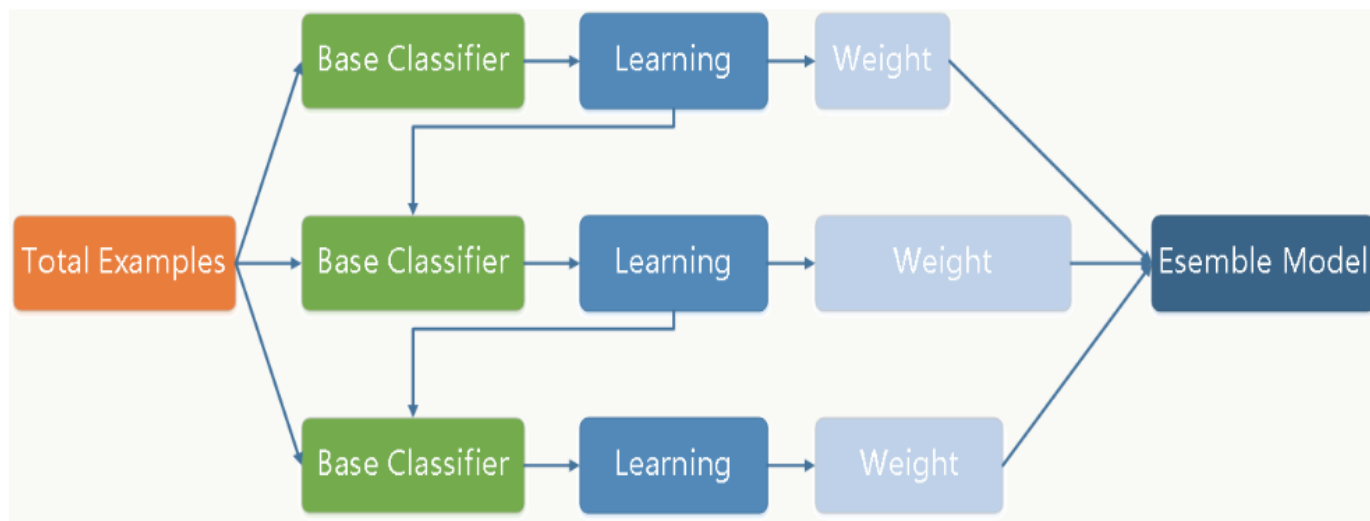 Base Classifier
Learning
Weight
Total Examples
Base Classifier
Learning
Weight
Esemble Model
Base Classifier
Learning
Weight